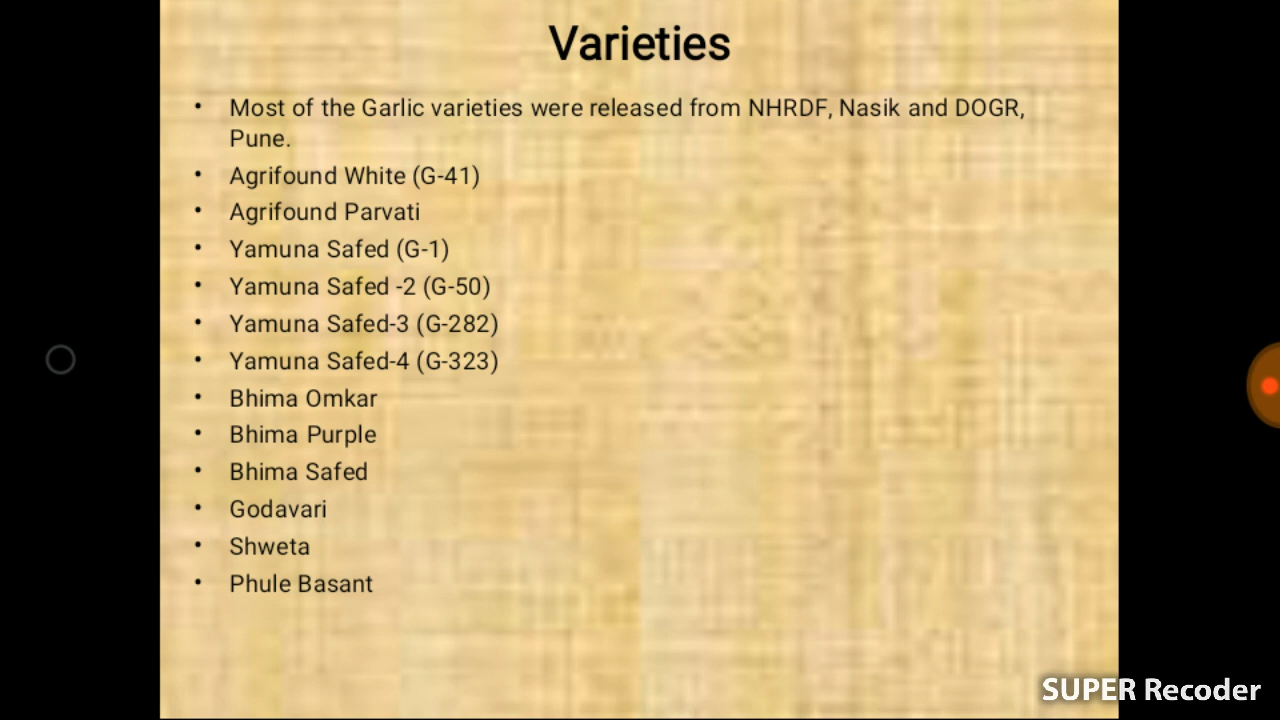 Varieties
• Most of the Garlic varieties were released from NHRDF, Nasik and DOGR,
Pune.
• Agrifound White (G-41)
• Agrifound Parvati
• Yamuna Safed (G-1)
• Yamuna Safed -2 (G-50)
• Yamuna Safed-3 (G-282)
• Yamuna Safed-4 (G-323)
• Bhima Omkar
• Bhima Purple
• Bhima Safed
• Godavari
• Shweta
• Phule Basant
SUPER Recoder